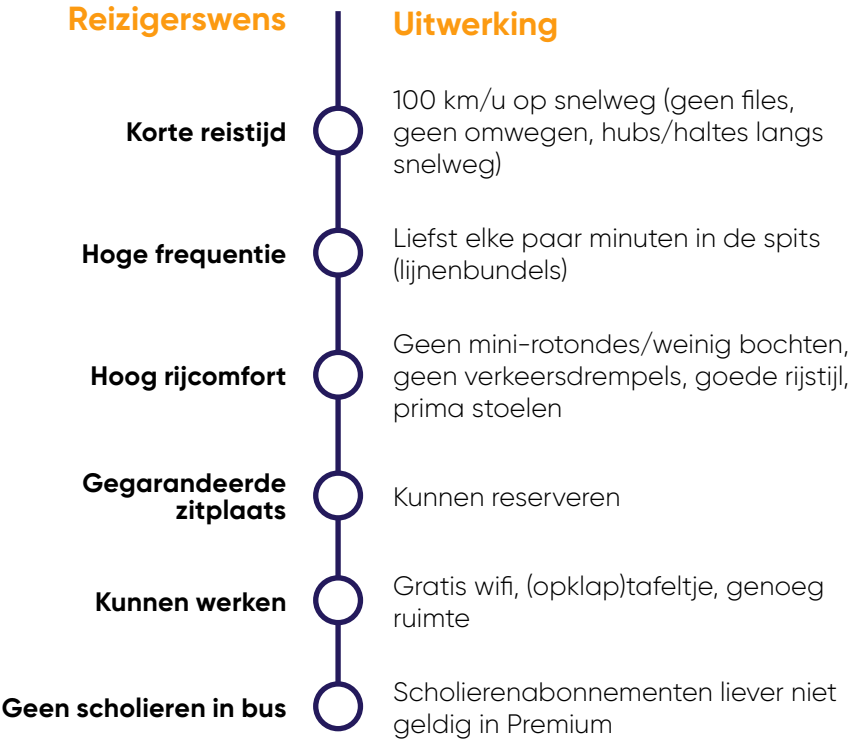 Reizigerswens
Uitwerking
Korte reistijd
100 km/u op snelweg (geen files,
geen omwegen, hubs/haltes langs
snelweg)
Hoge frequentie
Liefst elke paar minuten in de spits
(lijnenbundels)
Hoog rijcomfort
Geen mini-rotondes/weinig bochten,
geen verkeersdrempels, goede rijstijl,
prima stoelen
Gegarandeerde
zitplaats
Kunnen reserveren
Kunnen werken
Gratis wifi, (opklap)tafeltje, genoeg
ruimte
Geen scholieren in bus
Scholierenabonnementen liever niet
geldig in Premium